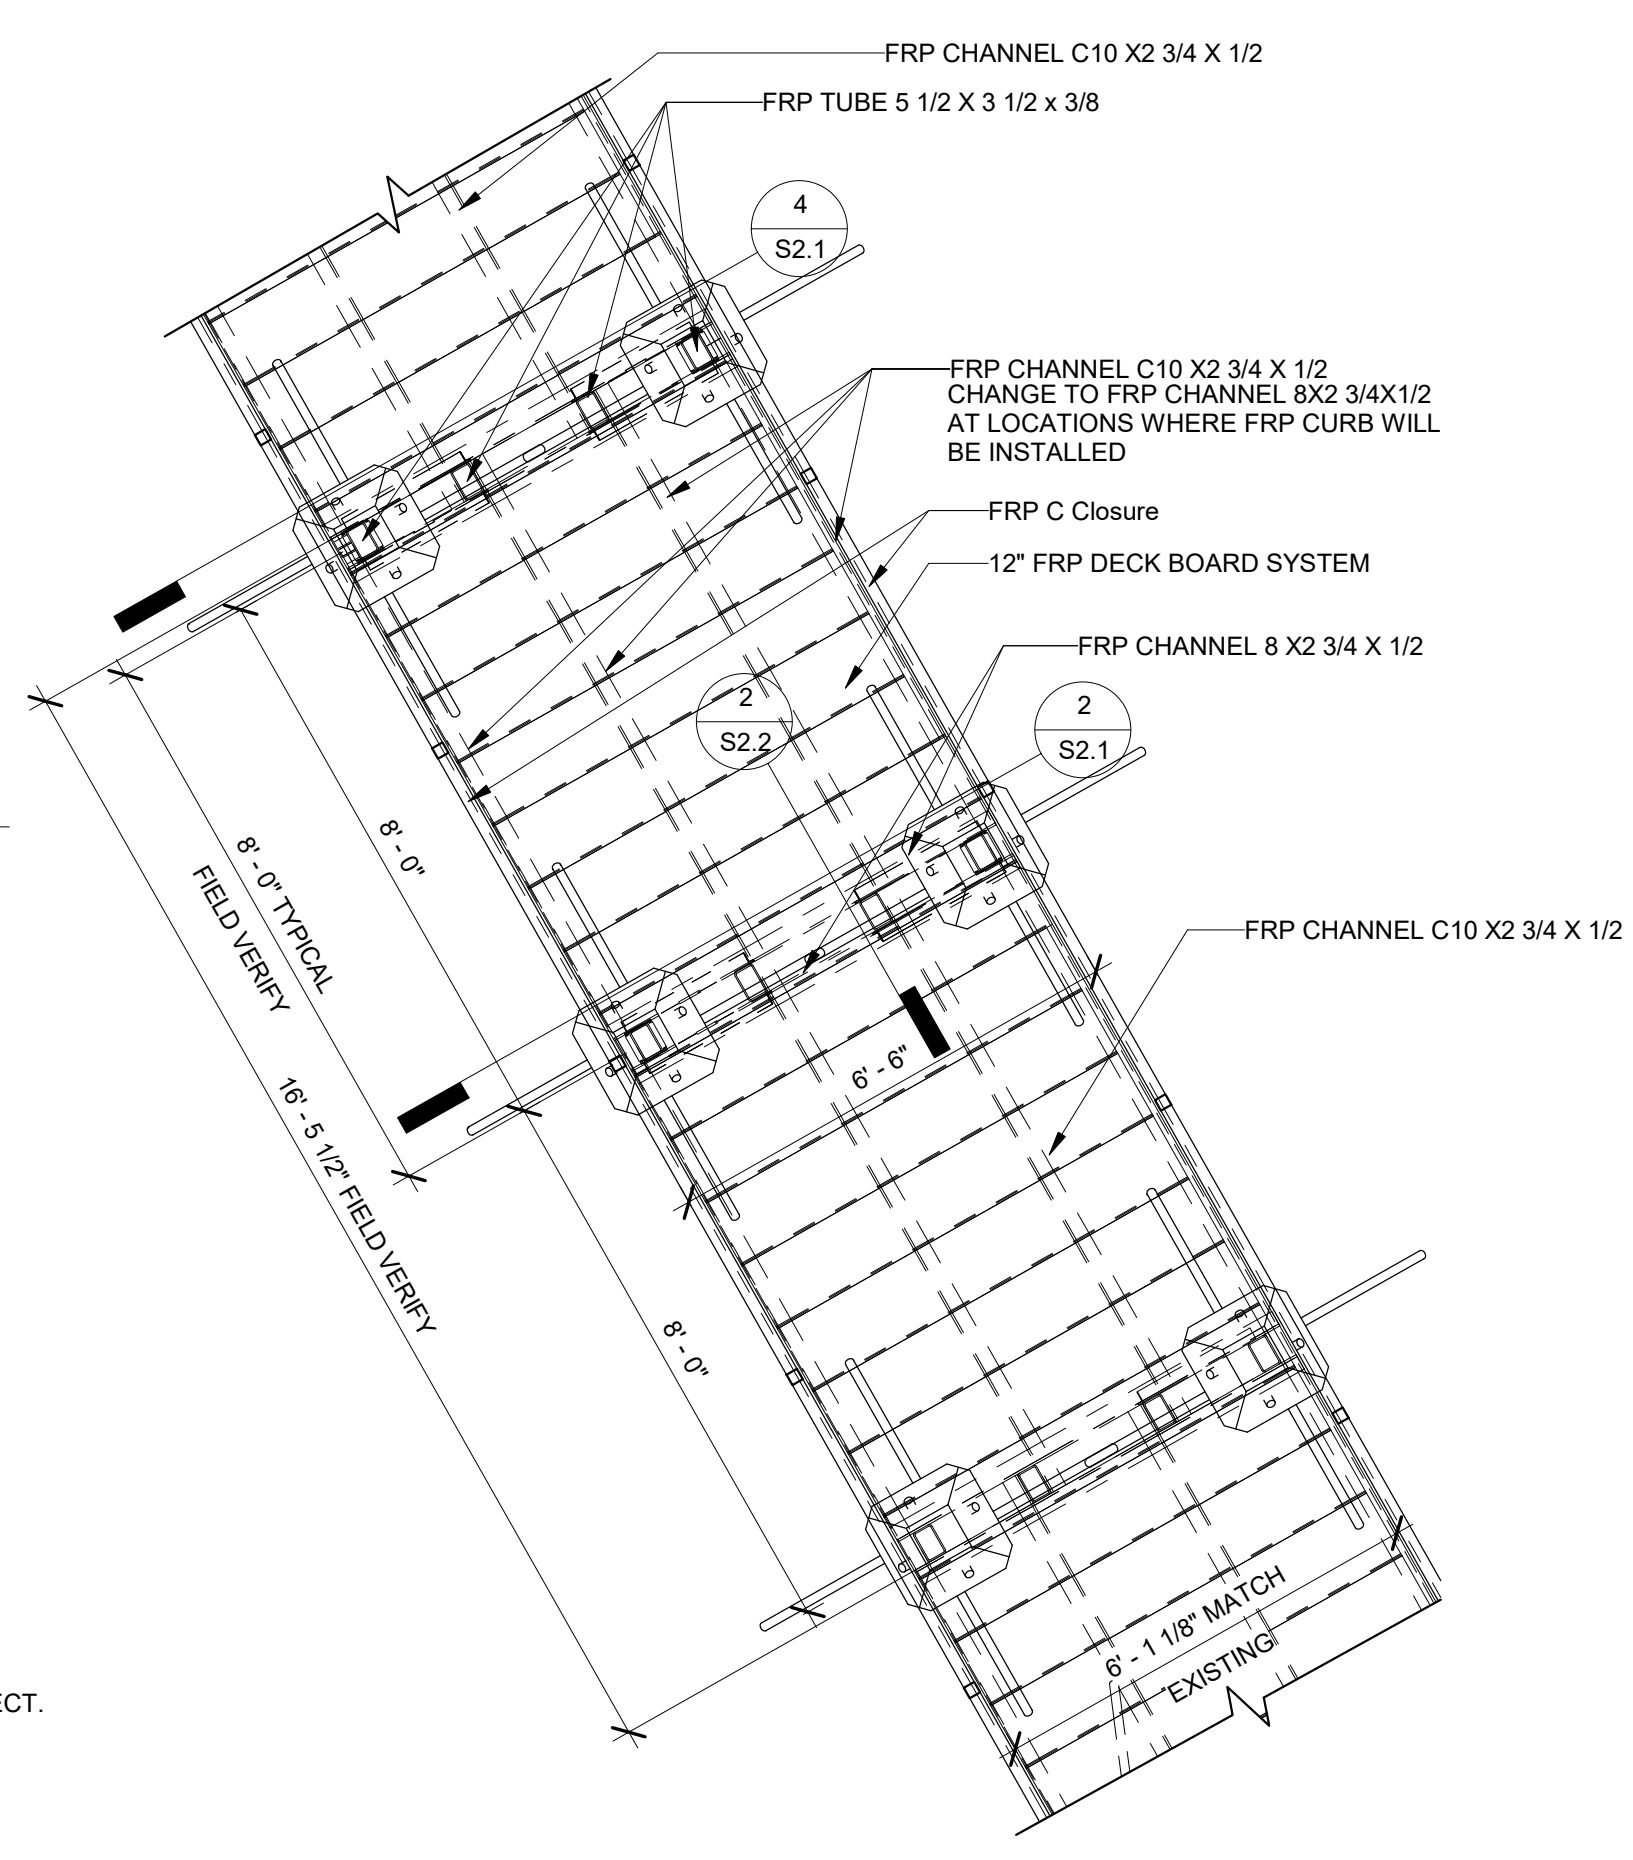 FRP CHANNEL C10 X2 3/4 X 1/2
FRP TUBE 5 1/2 X 3 1/2 x 3/8
4
S2.1
FRP CHANNEL C10 X2 3/4 X 1/2
CHANGE TO FRP CHANNEL 8X2 3/4X1/2
AT LOCATIONS WHERE FRP CURB WILL
BE INSTALLED
FRP C Closure
12" FRP DECK BOARD SYSTEM
FRP CHANNEL 8 X2 3/4 X 1/2
2
S2.2
2
S2.1
8' - 0"
8' - 0" TYPICAL
FIELD VERIFY
FRP CHANNEL C10 X2 3/4 X 1/2
6' - 6"
16' - 5 1/2" FIELD VERIFY
8' - 0"
6' - 1 1/8" MATCH
EXISTING
ECT.